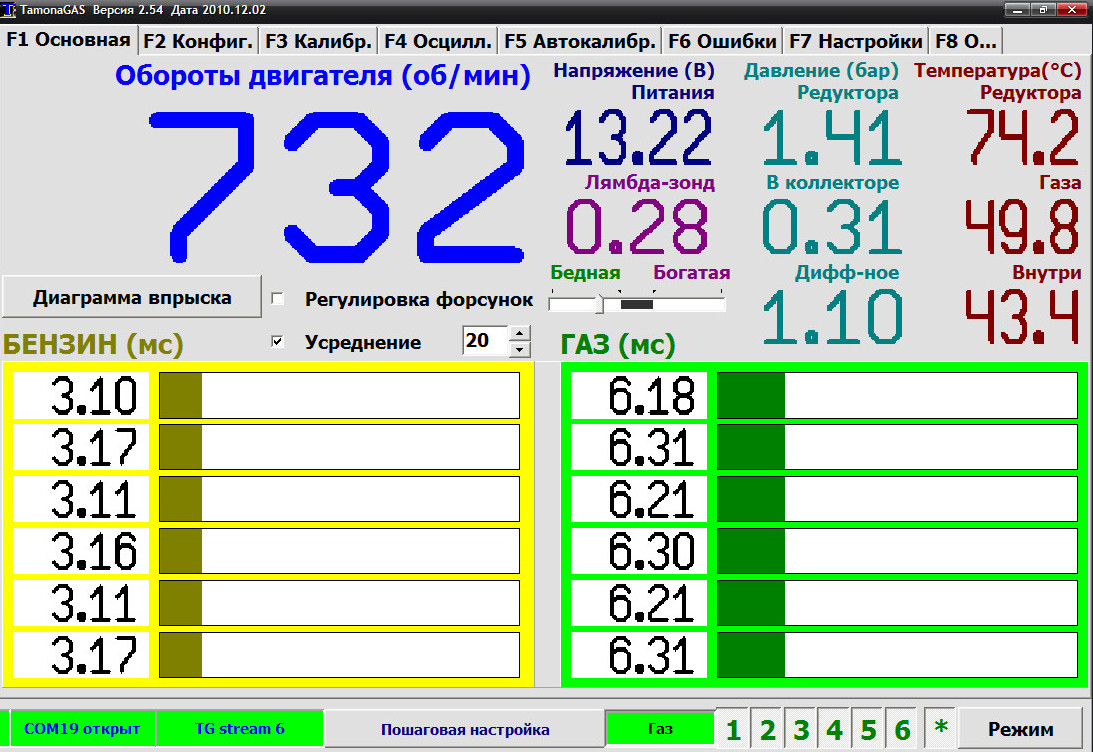 TamonaGAS Версия 2.54 Дата 2010.12.02
F1 Основная F2 Конфиг. F3 Калибр. F4 Осцилл. F5 Автокалибр. F6 Ошибки F7 Настройки F8 О...
Обороты двигателя (об/мин)
732
Напряжение (В)
Питания
13.22
Лямбда-зонд
0.28
Бедная Богатая
Давление (бар)
Редуктора
1.41
В коллекторе
0.31
Дифф-ное
1.10
Температура(°C)
Редуктора
74.2
Газа
49.8
Внутри
43.4
Диаграмма впрыска
Регулировка форсунок
Усреднение 20
БЕНЗИН (мс)
3.10
3.17
3.11
3.16
3.11
3.17
ГАЗ (мс)
6.18
6.31
6.21
6.30
6.21
6.31
COM19 открыт TG stream 6 Пошаговая настройка Газ 1 2 3 4 5 6 * Режим